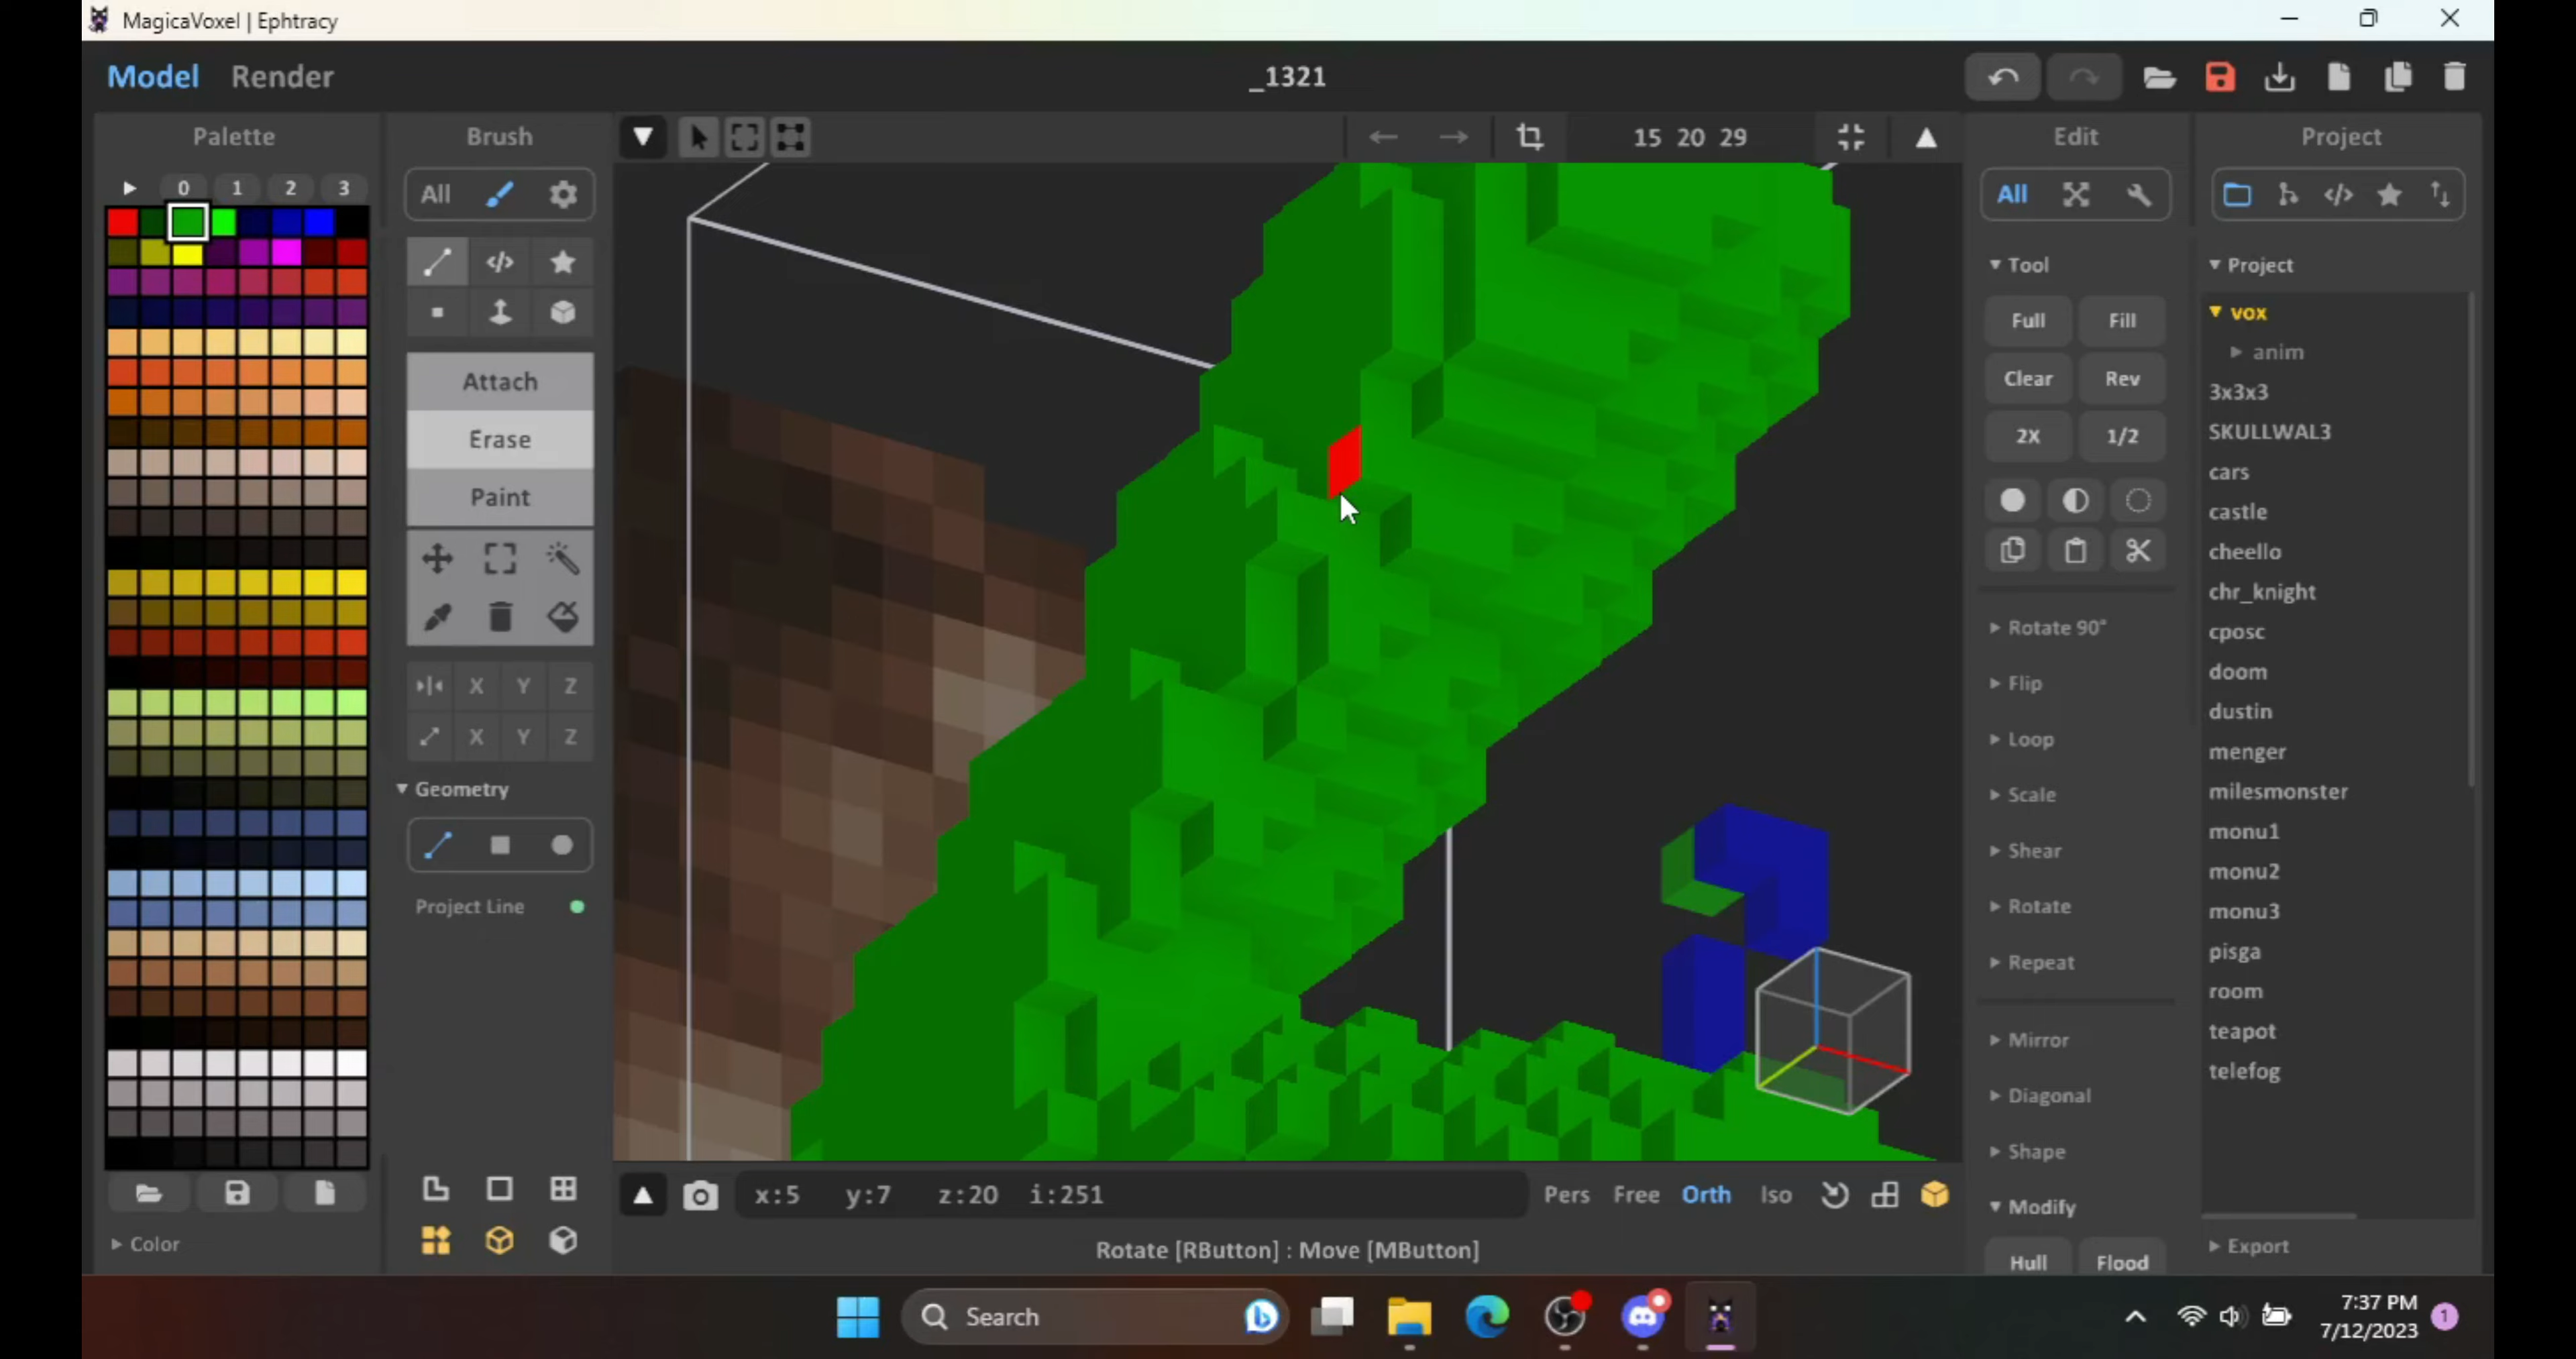 MagicaVoxel | Ephtracy
Model Render
_1321
Palette
Brush
15 20 29
Edit
Project
0 1 2 3
All
All
Tool
Project
Full Fill
vox
anim
Attach
Clear Rev
3x3x3
Erase
2X 1/2
SKULLWAL3
cars
Paint
castle
cheello
chr_knight
Rotate 90°
cposc
doom
X Y Z
Flip
dustin
X Y Z
Loop
menger
Geometry
Scale
milesmonster
monu1
Shear
monu2
Project Line
Rotate
monu3
Repeat
pisga
room
Mirror
teapot
telefog
Diagonal
Shape
x:5 y:7 z:20 i:251
Pers Free Orth Iso
Modify
Color
Rotate [RButton] : Move [MButton]
Hull Flood
Export
Search
7:37 PM
7/12/2023
1